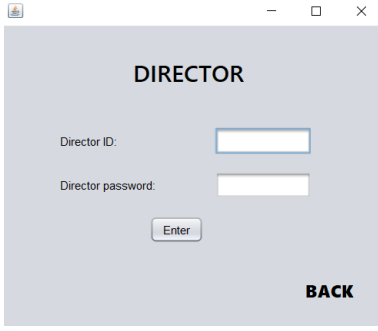 DIRECTOR
Director ID:
Director password:
Enter
BACK